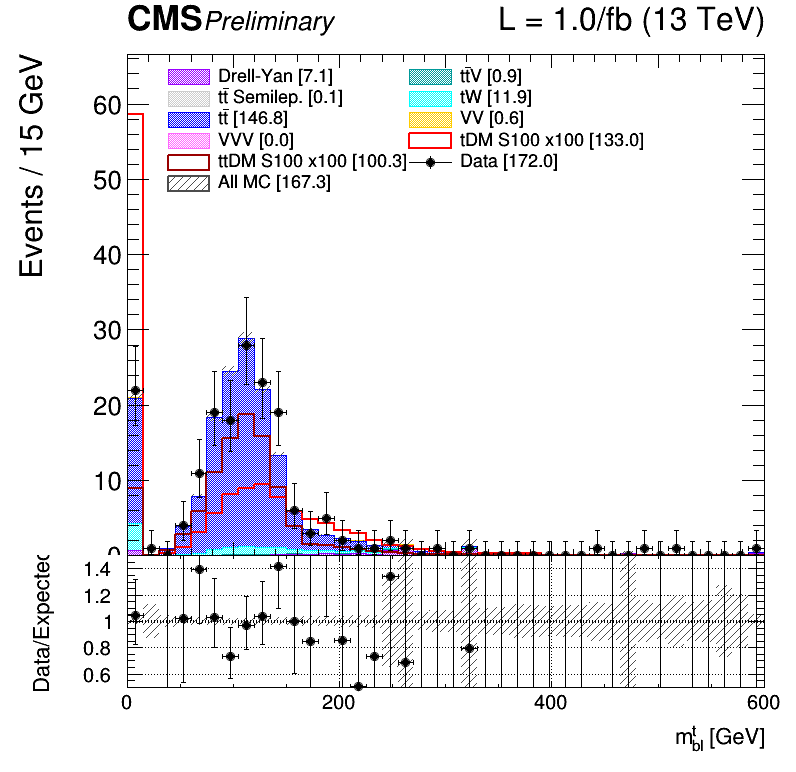 CMS Preliminary L = 1.0/fb (13 TeV)
Events / 15 GeV
Drell-Yan [7.1]
tt̄ Semilep. [0.1]
tt̄ [146.8]
VVV [0.0]
ttDM S100 x100 [100.3]
All MC [167.3]
tt̄V [0.9]
tW [11.9]
VV [0.6]
tDM S100 x100 [133.0]
Data [172.0]
60
50
40
30
20
10
0
Data/Expected
1.4
1.2
1
0.8
0.6
0 200 400 600
m^t_bl [GeV]